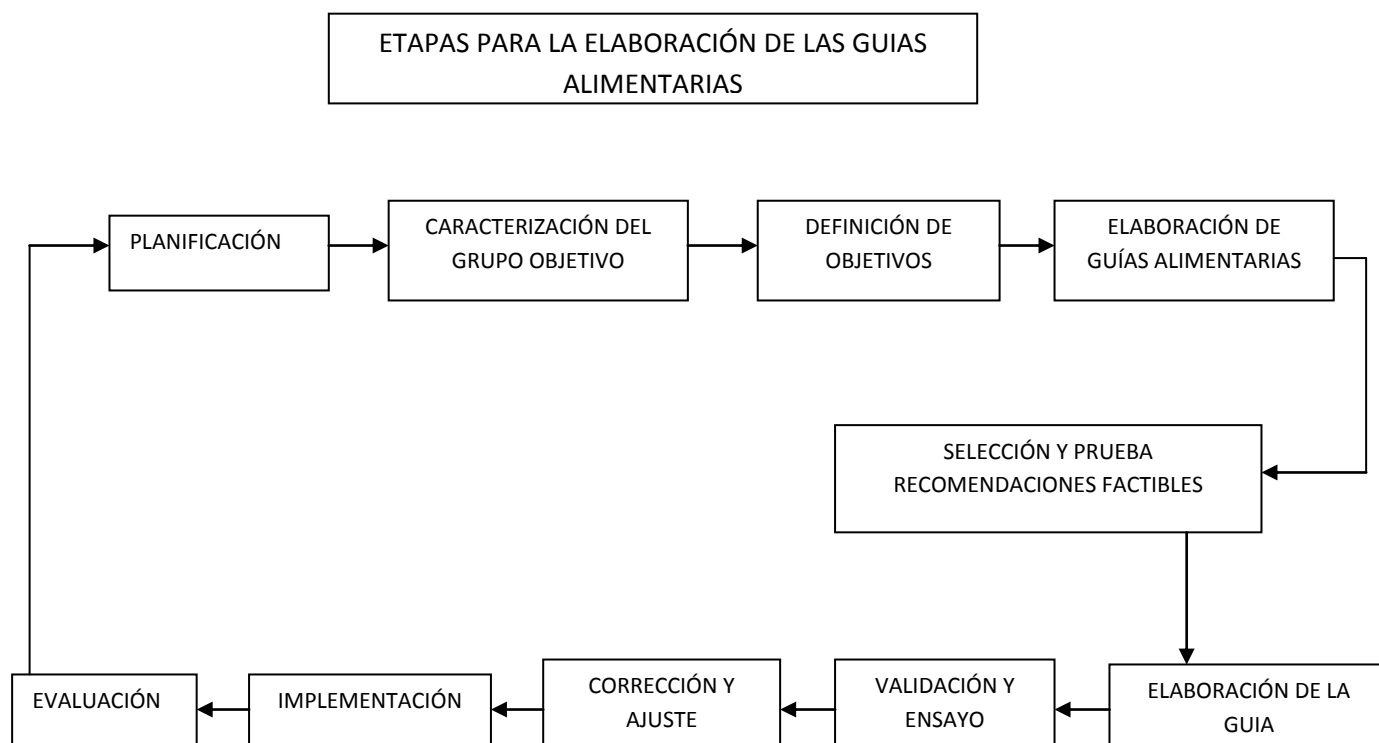 ETAPAS PARA LA ELABORACIÓN DE LAS GUIAS
ALIMENTARIAS
PLANIFICACIÓN
CARACTERIZACIÓN DEL
GRUPO OBJETIVO
DEFINICIÓN DE
OBJETIVOS
ELABORACIÓN DE
GUÍAS ALIMENTARIAS
SELECCIÓN Y PRUEBA
RECOMENDACIONES FACTIBLES
ELABORACIÓN DE LA
GUIA
VALIDACIÓN Y
ENSAYO
CORRECCIÓN Y
AJUSTE
IMPLEMENTACIÓN
EVALUACIÓN